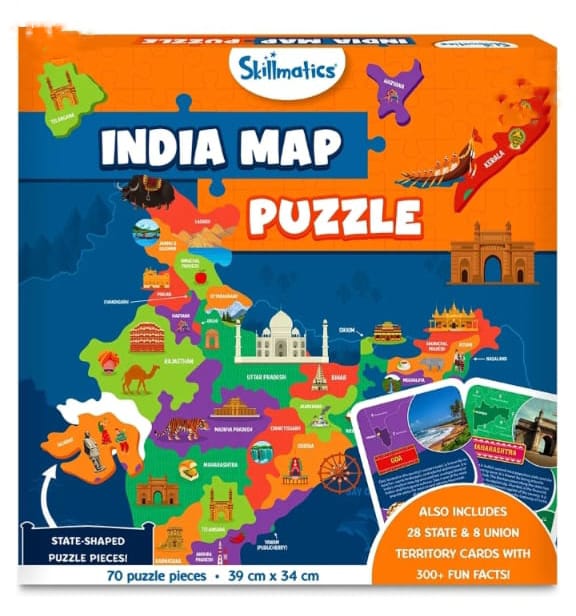 INDIA MAP PUZZLE
Skillmatics
TELANGANA
HARYANA
KERALA
INDIA MAP
PUZZLE
LADAKH
JAMMU & KASHMIR
HIMACHAL PRADESH
PUNJAB
CHANDIGARH
UTTARAKHAND
HARYANA
DELHI
SIKKIM
ARUNACHAL PRADESH
ASSAM
NAGALAND
RAJASTHAN
UTTAR PRADESH
BIHAR
MEGHALAYA
GUJARAT
MADHYA PRADESH
JHARKHAND
CHHATTISGARH
ODISHA
MAHARASHTRA
TELANGANA
YANAM
(PUDUCHERRY)
KARNATAKA
ANDHRA PRADESH
GOA
MAHARASHTRA
STATE-SHAPED
PUZZLE PIECES!
ALSO INCLUDES
28 STATE & 8 UNION
TERRITORY CARDS WITH
300+ FUN FACTS!
70 puzzle pieces • 39 cm x 34 cm